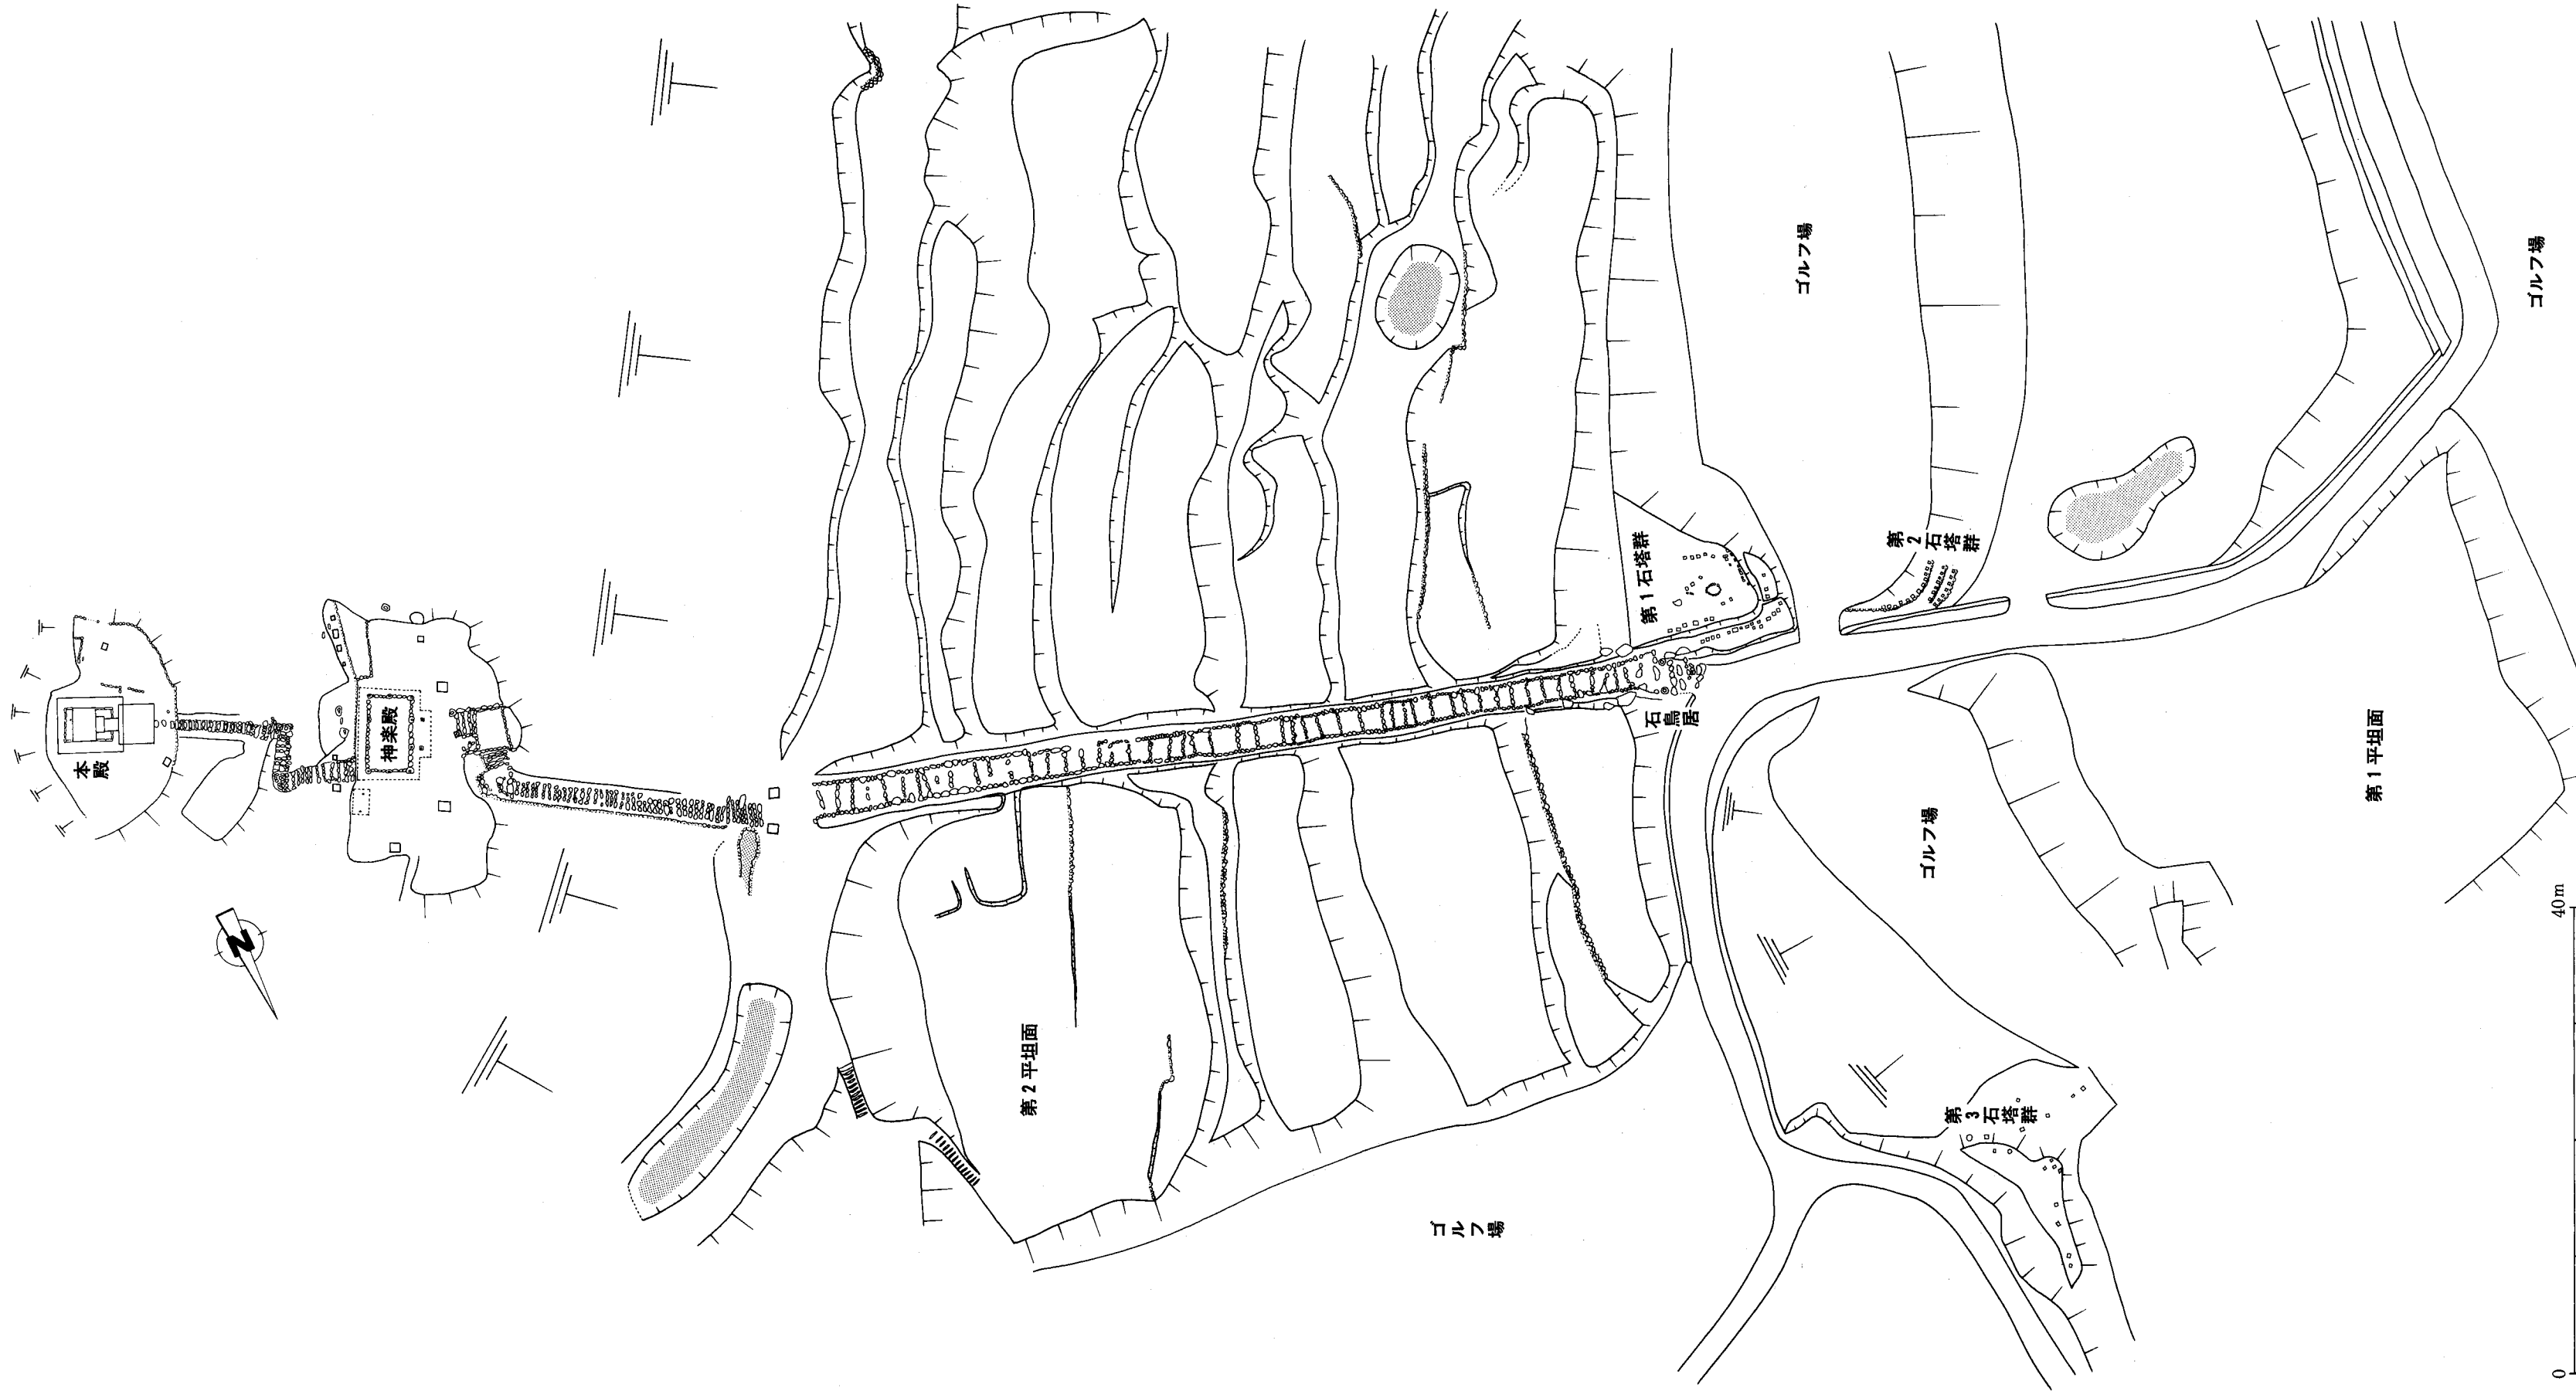 本殿
神楽殿
N
第2平坦面
石鳥居
第1石塔群
第2石塔群
第3石塔群
ゴルフ場
ゴルフ場
ゴルフ場
ゴルフ場
第1平坦面
0
40m